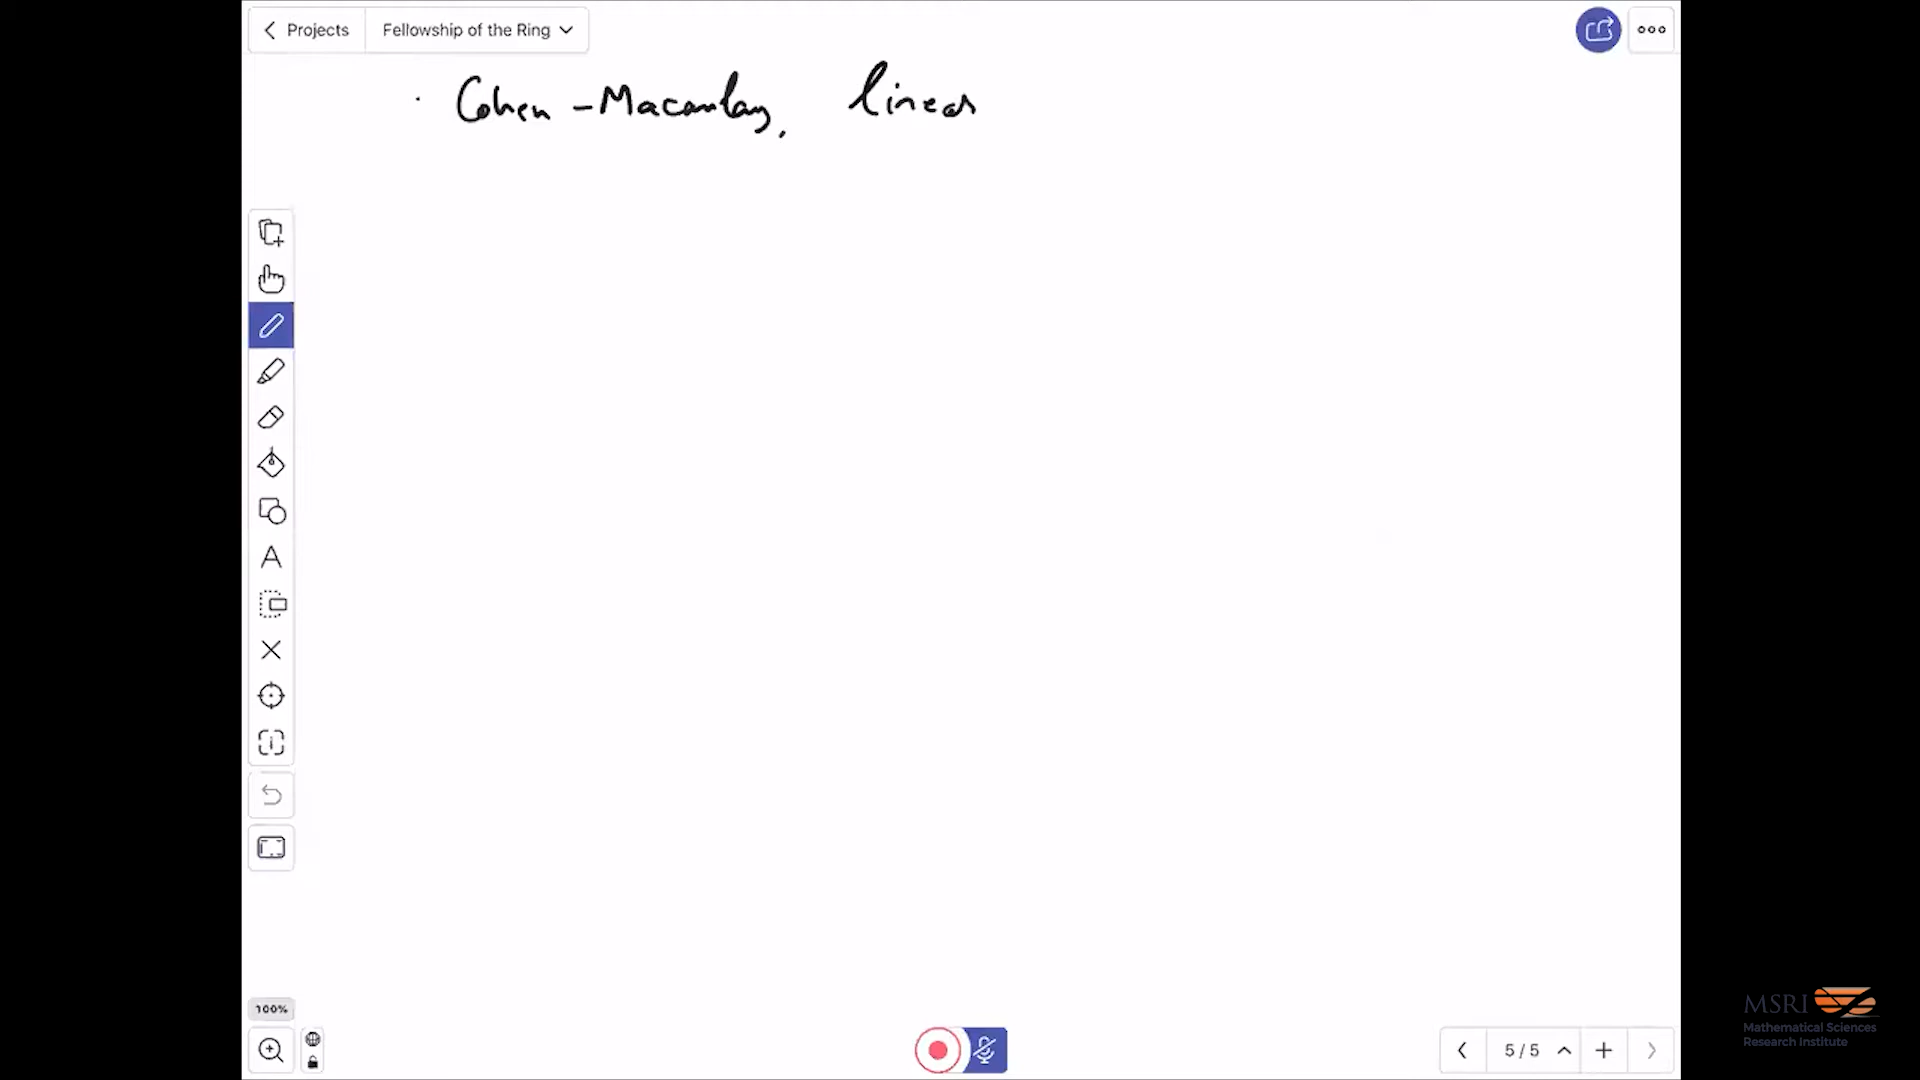 Projects
Fellowship of the Ring
· Cohen-Macaulay, linear
A
100%
5/5
MSRI
Mathematical Sciences
Research Institute